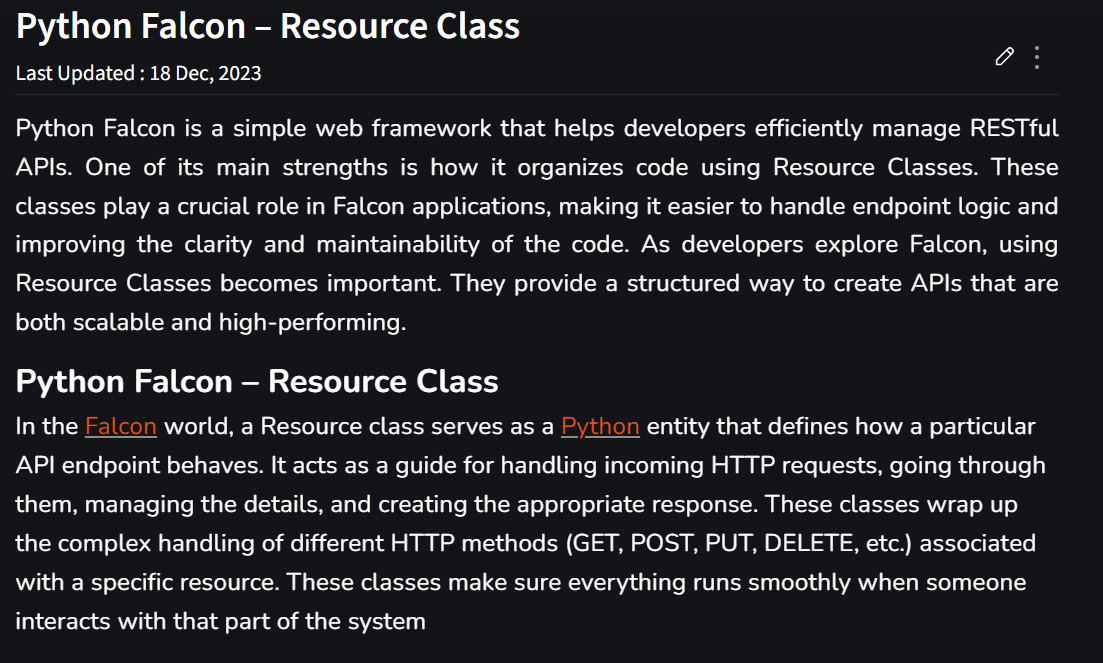 Python Falcon – Resource Class
Last Updated : 18 Dec, 2023
Python Falcon is a simple web framework that helps developers efficiently manage RESTful
APIs. One of its main strengths is how it organizes code using Resource Classes. These
classes play a crucial role in Falcon applications, making it easier to handle endpoint logic and
improving the clarity and maintainability of the code. As developers explore Falcon, using
Resource Classes becomes important. They provide a structured way to create APIs that are
both scalable and high-performing.
Python Falcon – Resource Class
In the Falcon world, a Resource class serves as a Python entity that defines how a particular
API endpoint behaves. It acts as a guide for handling incoming HTTP requests, going through
them, managing the details, and creating the appropriate response. These classes wrap up
the complex handling of different HTTP methods (GET, POST, PUT, DELETE, etc.) associated
with a specific resource. These classes make sure everything runs smoothly when someone
interacts with that part of the system